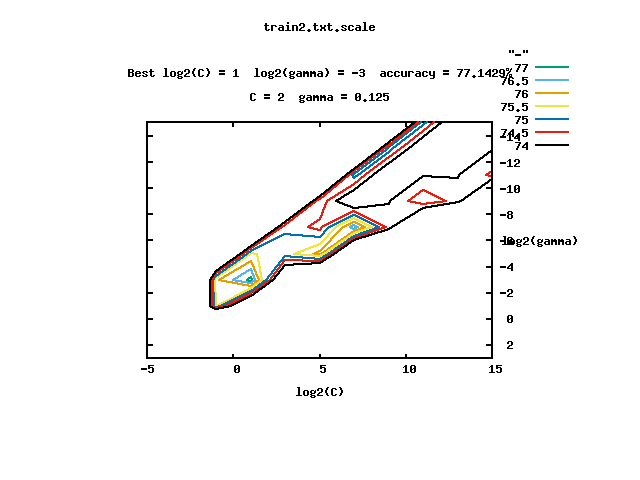 train2.txt.scale
"-"
Best log2(C) = 1  log2(gamma) = -3  accuracy = 77.1429%
77
76.5
C = 2  gamma = 0.125
76
75.5
75
74.5
74
-14
-12
-10
-8
-6
log2(gamma)
-4
-2
0
2
-5 0 5 10 15
log2(C)